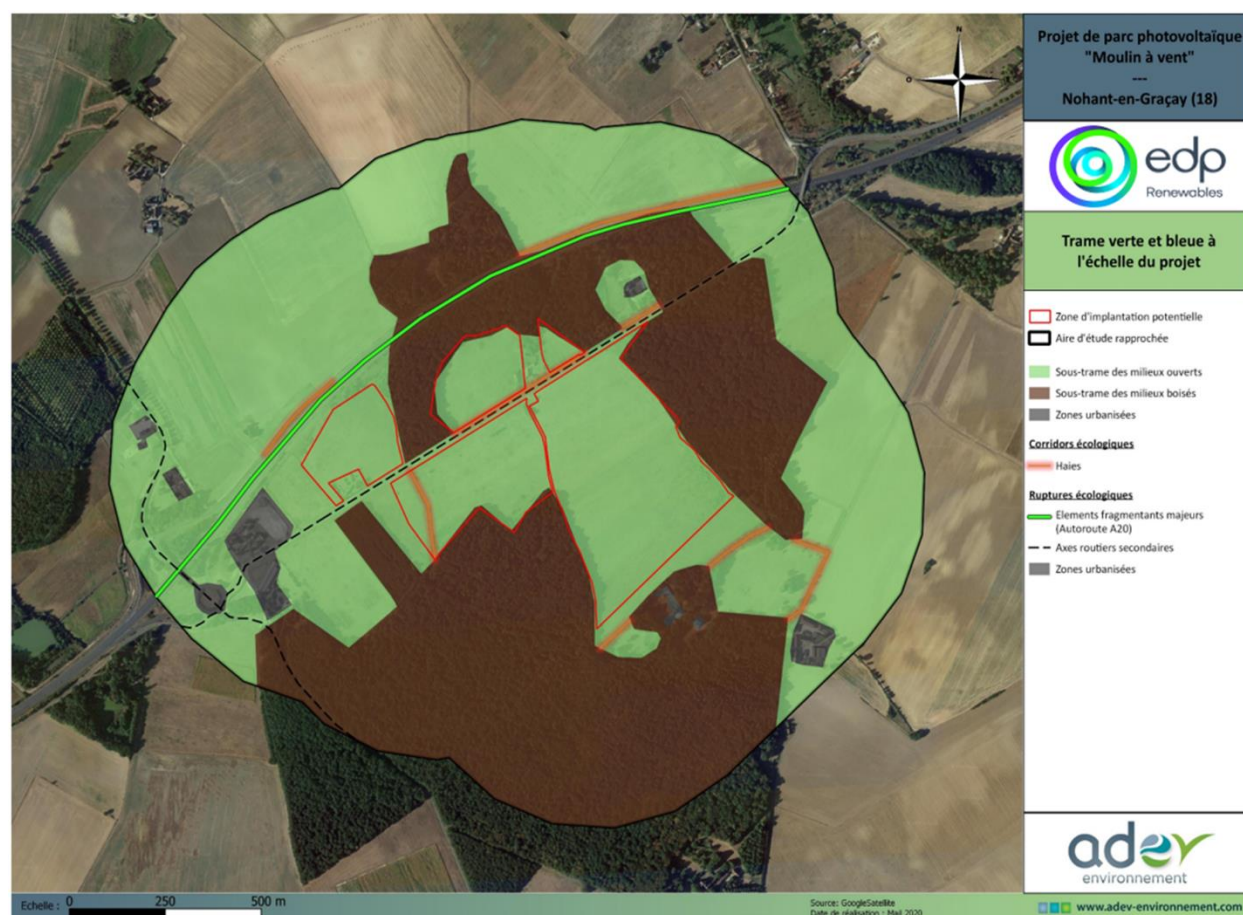 Projet de parc photovoltaïque
"Moulin à vent"
---
Nohant-en-Graçay (18)
N
O
edp
Renewables
Trame verte et bleue à
l'échelle du projet
Zone d'implantation potentielle
Aire d'étude rapprochée
Sous-trame des milieux ouverts
Sous-trame des milieux boisés
Zones urbanisées
Corridors écologiques
Haies
Ruptures écologiques
Elements fragmentants majeurs
(Autoroute A20)
Axes routiers secondaires
Zones urbanisées
adev
environnement
Echelle : 0 250 500 m
Source: GoogleSatellite
Date de réalisation : Mail 2020
www.adev-environnement.com